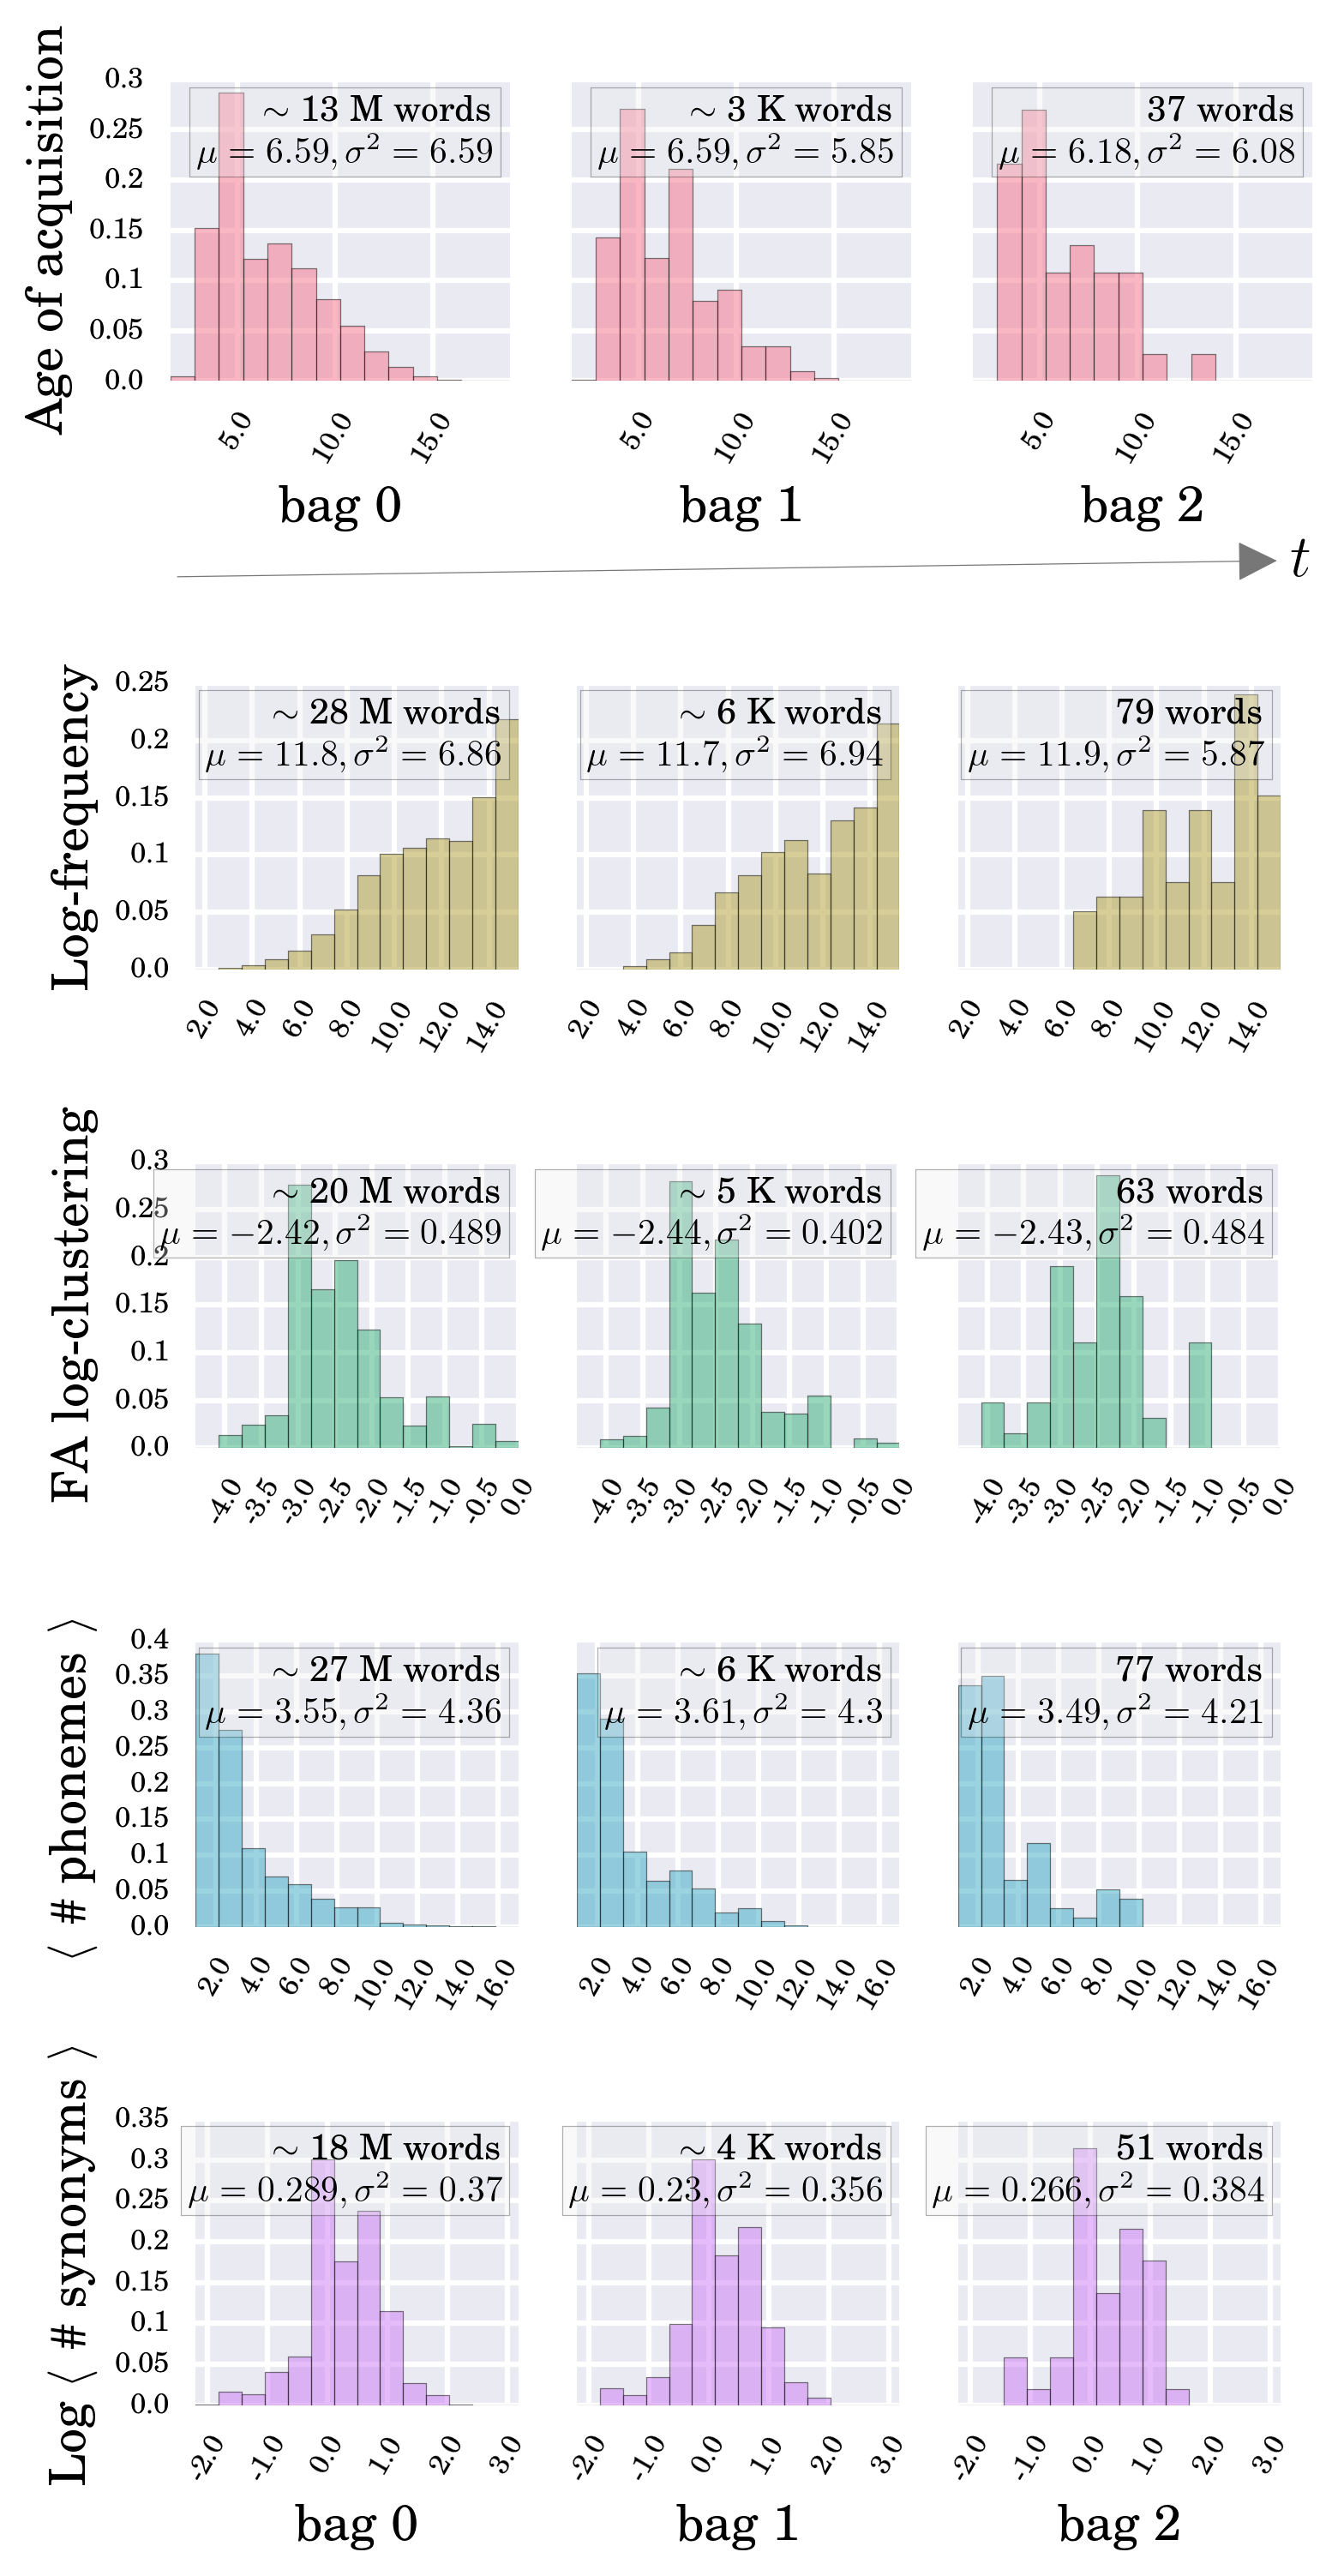 Age of acquisition
0.3
0.25
0.2
0.15
0.1
0.05
0.0
∼ 13 M words
μ = 6.59, σ² = 6.59
∼ 3 K words
μ = 6.59, σ² = 5.85
37 words
μ = 6.18, σ² = 6.08
5.0 10.0 15.0
5.0 10.0 15.0
5.0 10.0 15.0
bag 0 bag 1 bag 2
t
Log-frequency
0.25
0.2
0.15
0.1
0.05
0.0
∼ 28 M words
μ = 11.8, σ² = 6.86
∼ 6 K words
μ = 11.7, σ² = 6.94
79 words
μ = 11.9, σ² = 5.87
2.0 4.0 6.0 8.0 10.0 12.0 14.0
2.0 4.0 6.0 8.0 10.0 12.0 14.0
2.0 4.0 6.0 8.0 10.0 12.0 14.0
FA log-clustering
0.3
0.25
0.2
0.15
0.1
0.05
0.0
∼ 20 M words
μ = −2.42, σ² = 0.489
∼ 5 K words
μ = −2.44, σ² = 0.402
63 words
μ = −2.43, σ² = 0.484
-4.0 -3.5 -3.0 -2.5 -2.0 -1.5 -1.0 -0.5 0.0
-4.0 -3.5 -3.0 -2.5 -2.0 -1.5 -1.0 -0.5 0.0
-4.0 -3.5 -3.0 -2.5 -2.0 -1.5 -1.0 -0.5 0.0
⟨ # phonemes ⟩
0.4
0.35
0.3
0.25
0.2
0.15
0.1
0.05
0.0
∼ 27 M words
μ = 3.55, σ² = 4.36
∼ 6 K words
μ = 3.61, σ² = 4.3
77 words
μ = 3.49, σ² = 4.21
2.0 4.0 6.0 8.0 10.0 12.0 14.0 16.0
2.0 4.0 6.0 8.0 10.0 12.0 14.0 16.0
2.0 4.0 6.0 8.0 10.0 12.0 14.0 16.0
Log ⟨ # synonyms ⟩
0.35
0.3
0.25
0.2
0.15
0.1
0.05
0.0
∼ 18 M words
μ = 0.289, σ² = 0.37
∼ 4 K words
μ = 0.23, σ² = 0.356
51 words
μ = 0.266, σ² = 0.384
-2.0 -1.0 0.0 1.0 2.0 3.0
-2.0 -1.0 0.0 1.0 2.0 3.0
-2.0 -1.0 0.0 1.0 2.0 3.0
bag 0 bag 1 bag 2